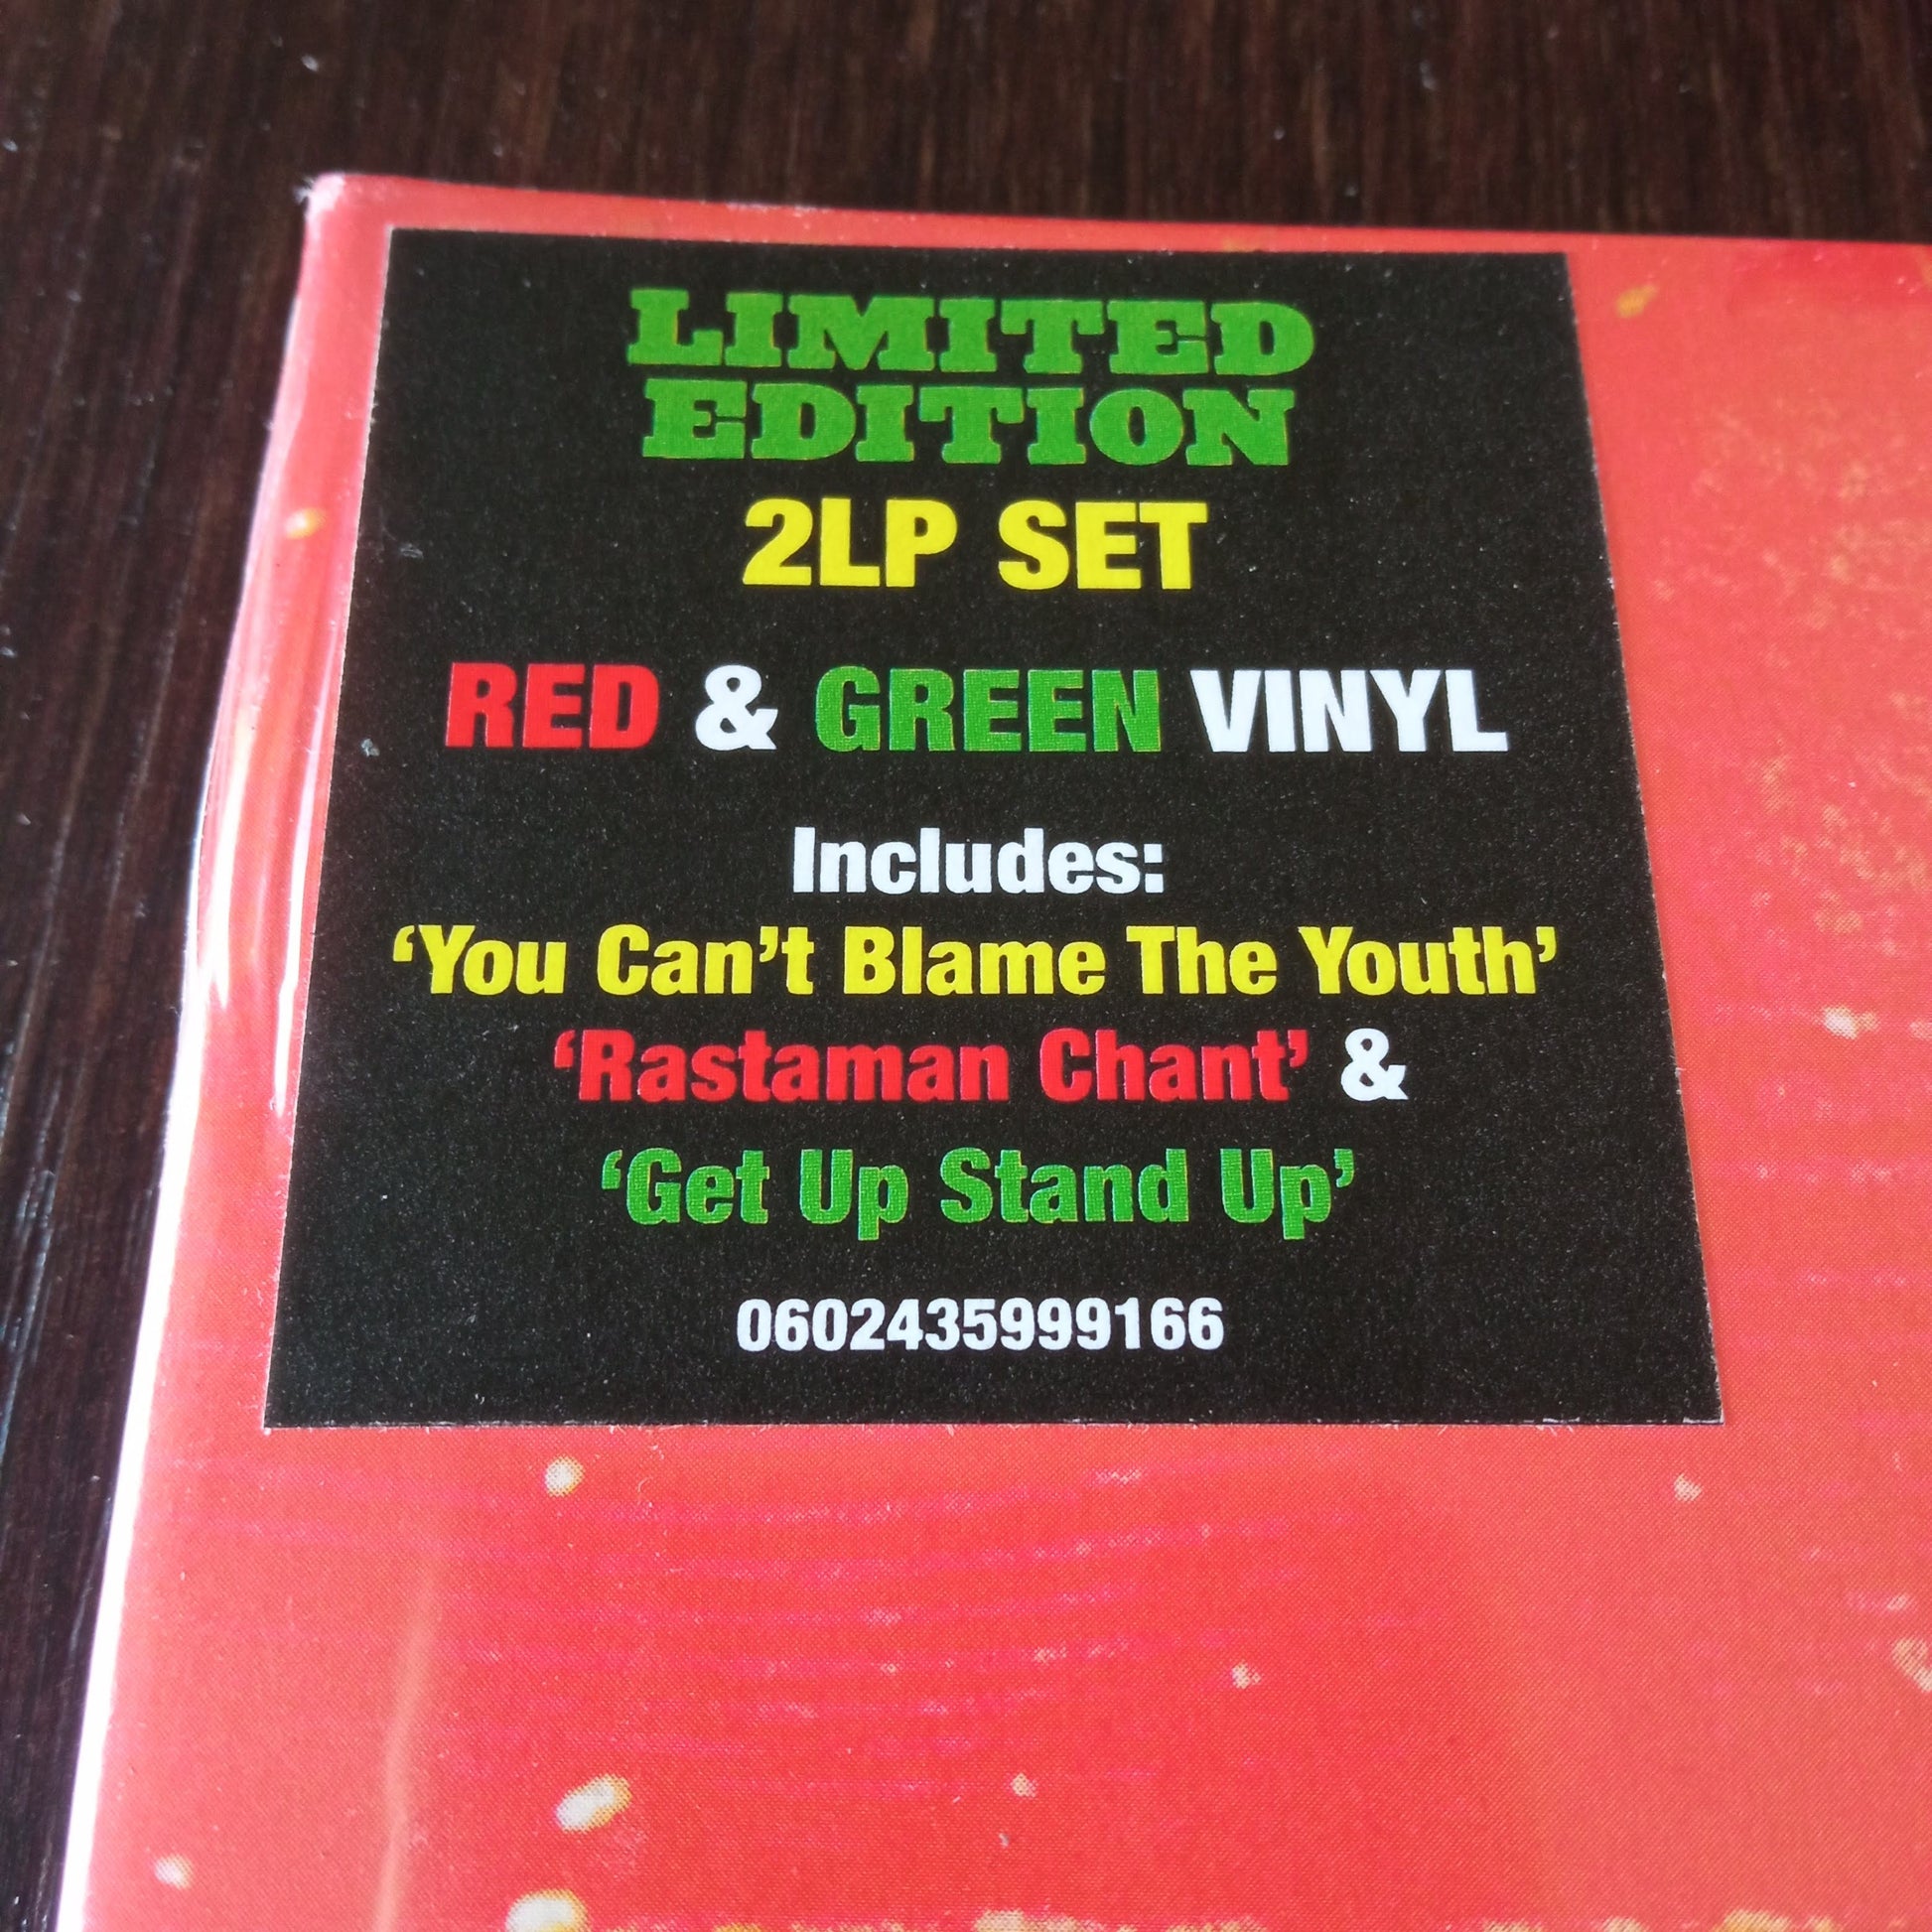 LIMITED
EDITION
2LP SET
RED & GREEN VINYL
Includes:
‘You Can’t Blame The Youth’
‘Rastaman Chant’ &
‘Get Up Stand Up’
0602435999166